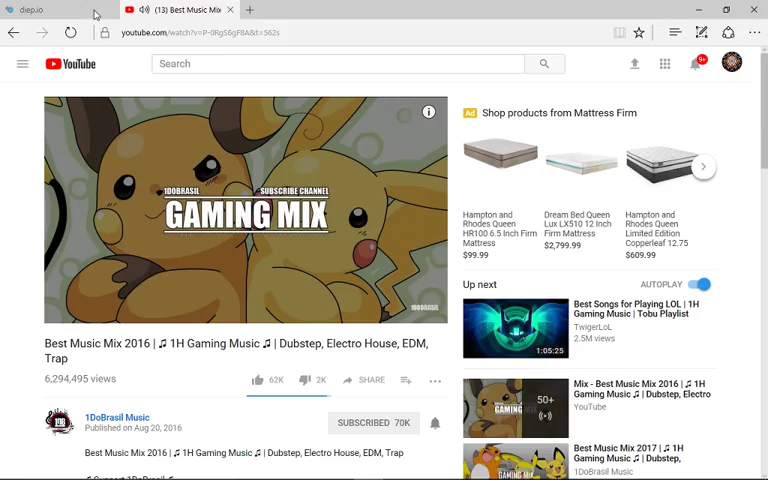 diep.io
(13) Best Music Mix
youtube.com/watch?v=P-0RgS6gF8A&t=562s
YouTube
Search
9+
1DOBRASIL SUBSCRIBE CHANNEL
GAMING MIX
1DOBRASIL
Ad Shop products from Mattress Firm
Hampton and
Rhodes Queen
HR100 6.5 Inch Firm
Mattress
$99.99
Dream Bed Queen
Lux LX510 12 Inch
Firm Mattress
$2,799.99
Hampton and
Rhodes Queen
Limited Edition
Copperleaf 12.75
$609.99
Up next
AUTOPLAY
Best Songs for Playing LOL | 1H
Gaming Music | Tobu Playlist
TwigerLoL
2.5M views
1:05:25
Best Music Mix 2016 | ♫ 1H Gaming Music ♫ | Dubstep, Electro House, EDM,
Trap
6,294,495 views
62K
2K
SHARE
Mix - Best Music Mix 2016 | ♫
1H Gaming Music ♫ | Dubstep, Electro
YouTube
50+
GAMING
1DoBrasil Music
Published on Aug 20, 2016
SUBSCRIBED 70K
Best Music Mix 2016 | ♫ 1H Gaming Music ♫ | Dubstep, Electro House, EDM, Trap
Best Music Mix 2017 | ♫ 1H
Gaming Music ♫ | Dubstep,
1DoBrasil Music
♫ Support 1DoBrasil ♫